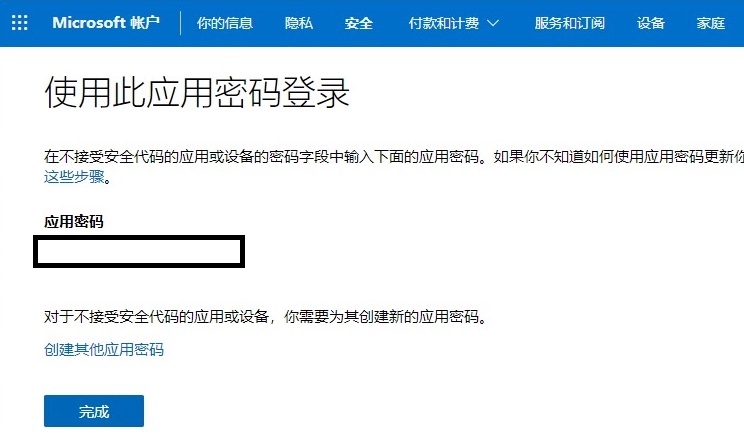 Microsoft 帐户 你的信息 隐私 安全 付款和计费 服务和订阅 设备 家庭
使用此应用密码登录
在不接受安全代码的应用或设备的密码字段中输入下面的应用密码。如果你不知道如何使用应用密码更新你
这些步骤。
应用密码
对于不接受安全代码的应用或设备，你需要为其创建新的应用密码。
创建其他应用密码
完成